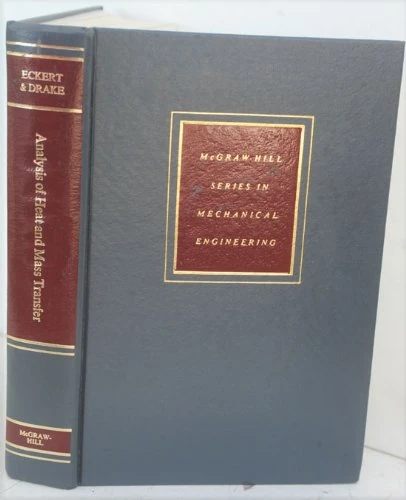 ECKERT
& DRAKE
Analysis of Heat and Mass Transfer
McGRAW-
HILL
McGRAW-HILL
SERIES IN
MECHANICAL
ENGINEERING